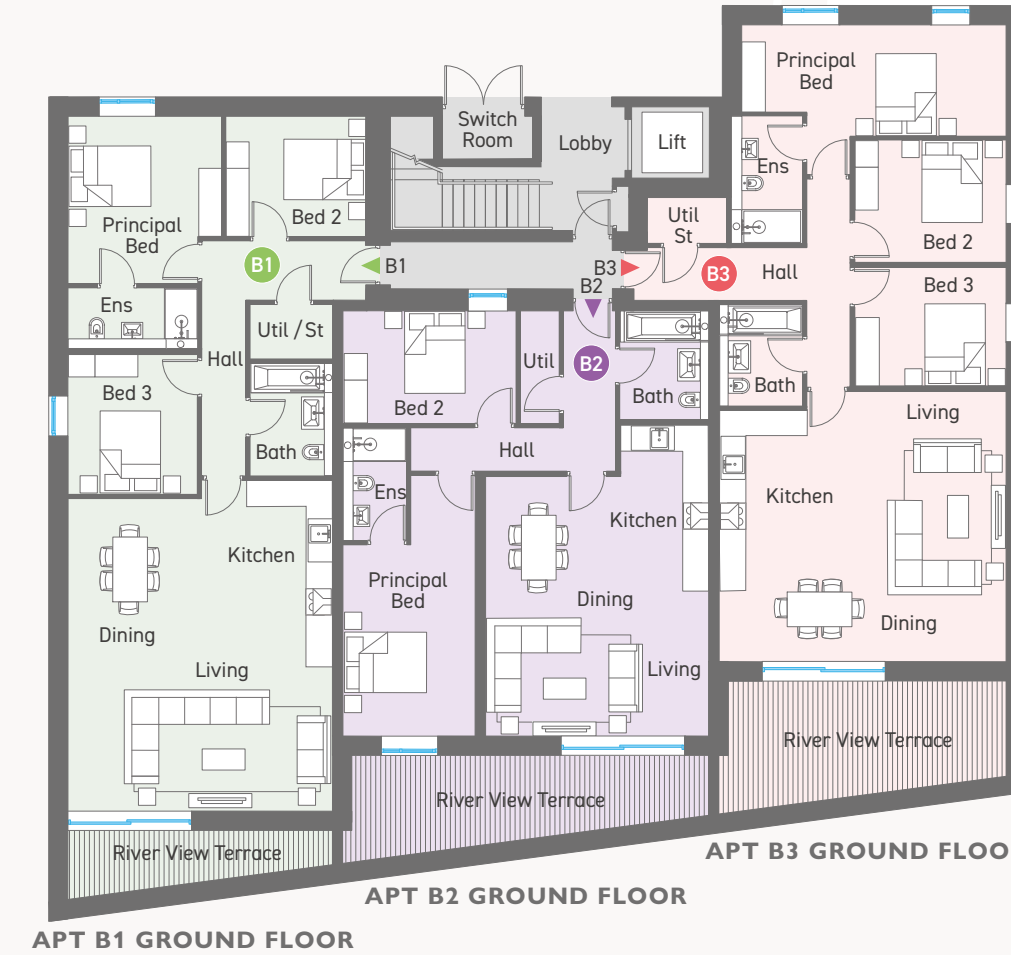 Principal
Bed
Switch
Room
Lobby
Lift
Ens
Bed 2
Util
St
Principal
Bed
Bed 2
B1
B1
B3
B2
B3
Hall
Bed 3
Ens
Util / St
Hall
Util
B2
Bath
Bath
Bed 3
Bed 2
Living
Bath
Hall
Ens
Kitchen
Kitchen
Kitchen
Principal
Bed
Dining
Dining
Dining
Living
Living
River View Terrace
River View Terrace
River View Terrace
APT B3 GROUND FLOO
APT B2 GROUND FLOOR
APT B1 GROUND FLOOR